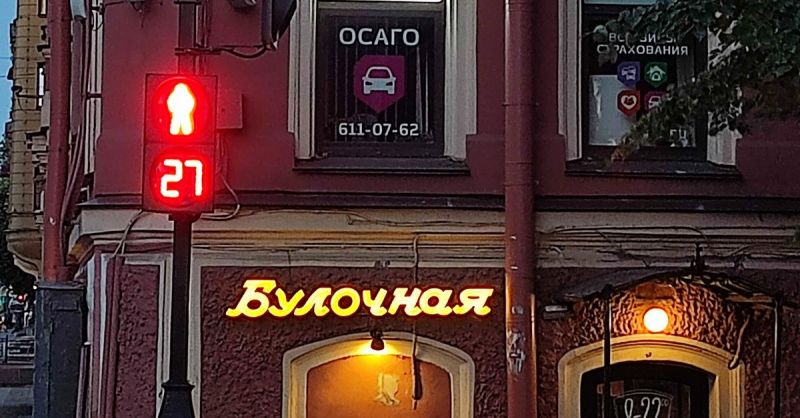 ОСАГО
611-07-62
СТРАХОВАНИЯ
27
Булочная